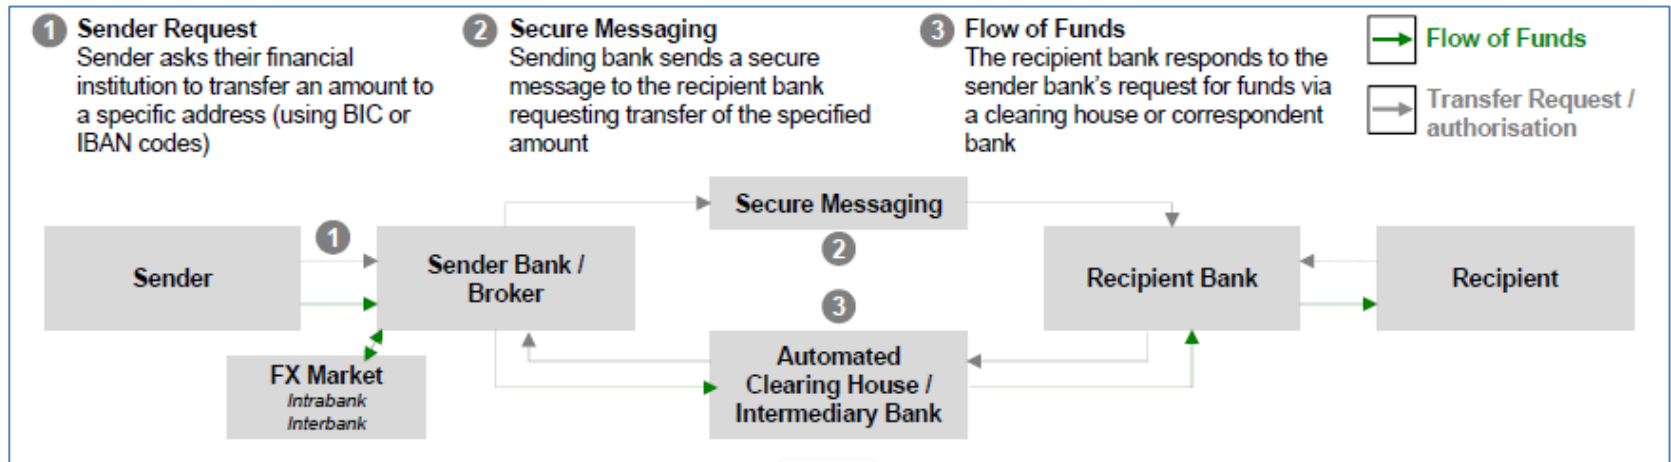 1 Sender Request
Sender asks their financial
institution to transfer an amount to
a specific address (using BIC or
IBAN codes)
2 Secure Messaging
Sending bank sends a secure
message to the recipient bank
requesting transfer of the specified
amount
3 Flow of Funds
The recipient bank responds to the
sender bank's request for funds via
a clearing house or correspondent
bank
Flow of Funds
Transfer Request /
authorisation
Secure Messaging
1
2
Sender
Sender Bank /
Broker
Recipient Bank
Recipient
3
FX Market
Intrabank
Interbank
Automated
Clearing House /
Intermediary Bank